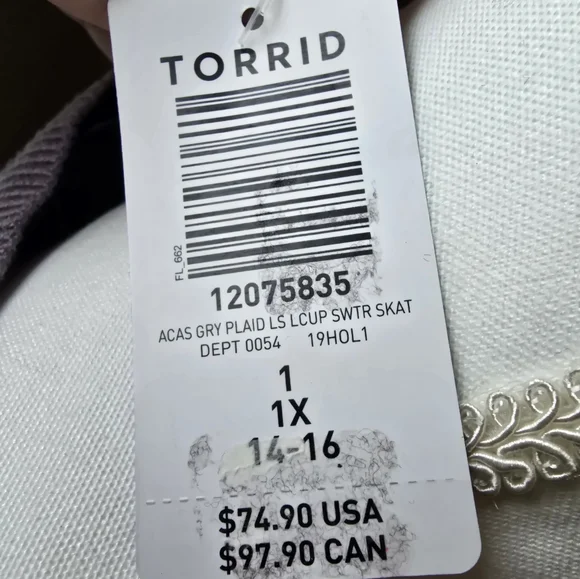 TORRID
FL_662
12075835
ACAS GRY PLAID LS LCUP SWTR SKAT
DEPT 0054 19HOL1
1
1X
14-16
$74.90 USA
$97.90 CAN